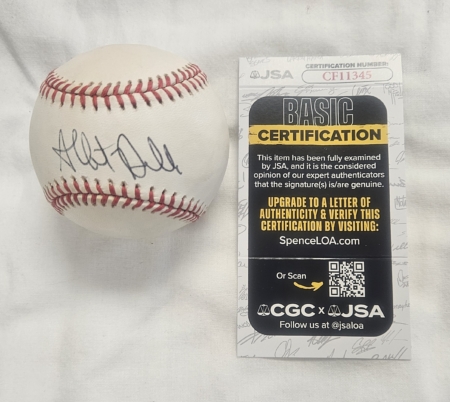 Albert Belle
JSA
CERTIFICATION NUMBER:
CF11345
BASIC
CERTIFICATION
This item has been fully examined
by JSA, and it is the considered
opinion of our expert authenticators
that the signature(s) is/are genuine.
UPGRADE TO A LETTER OF
AUTHENTICITY & VERIFY THIS
CERTIFICATION BY VISITING:
SpenceLOA.com
Or Scan
CGC x JSA
Follow us at @jsaloa